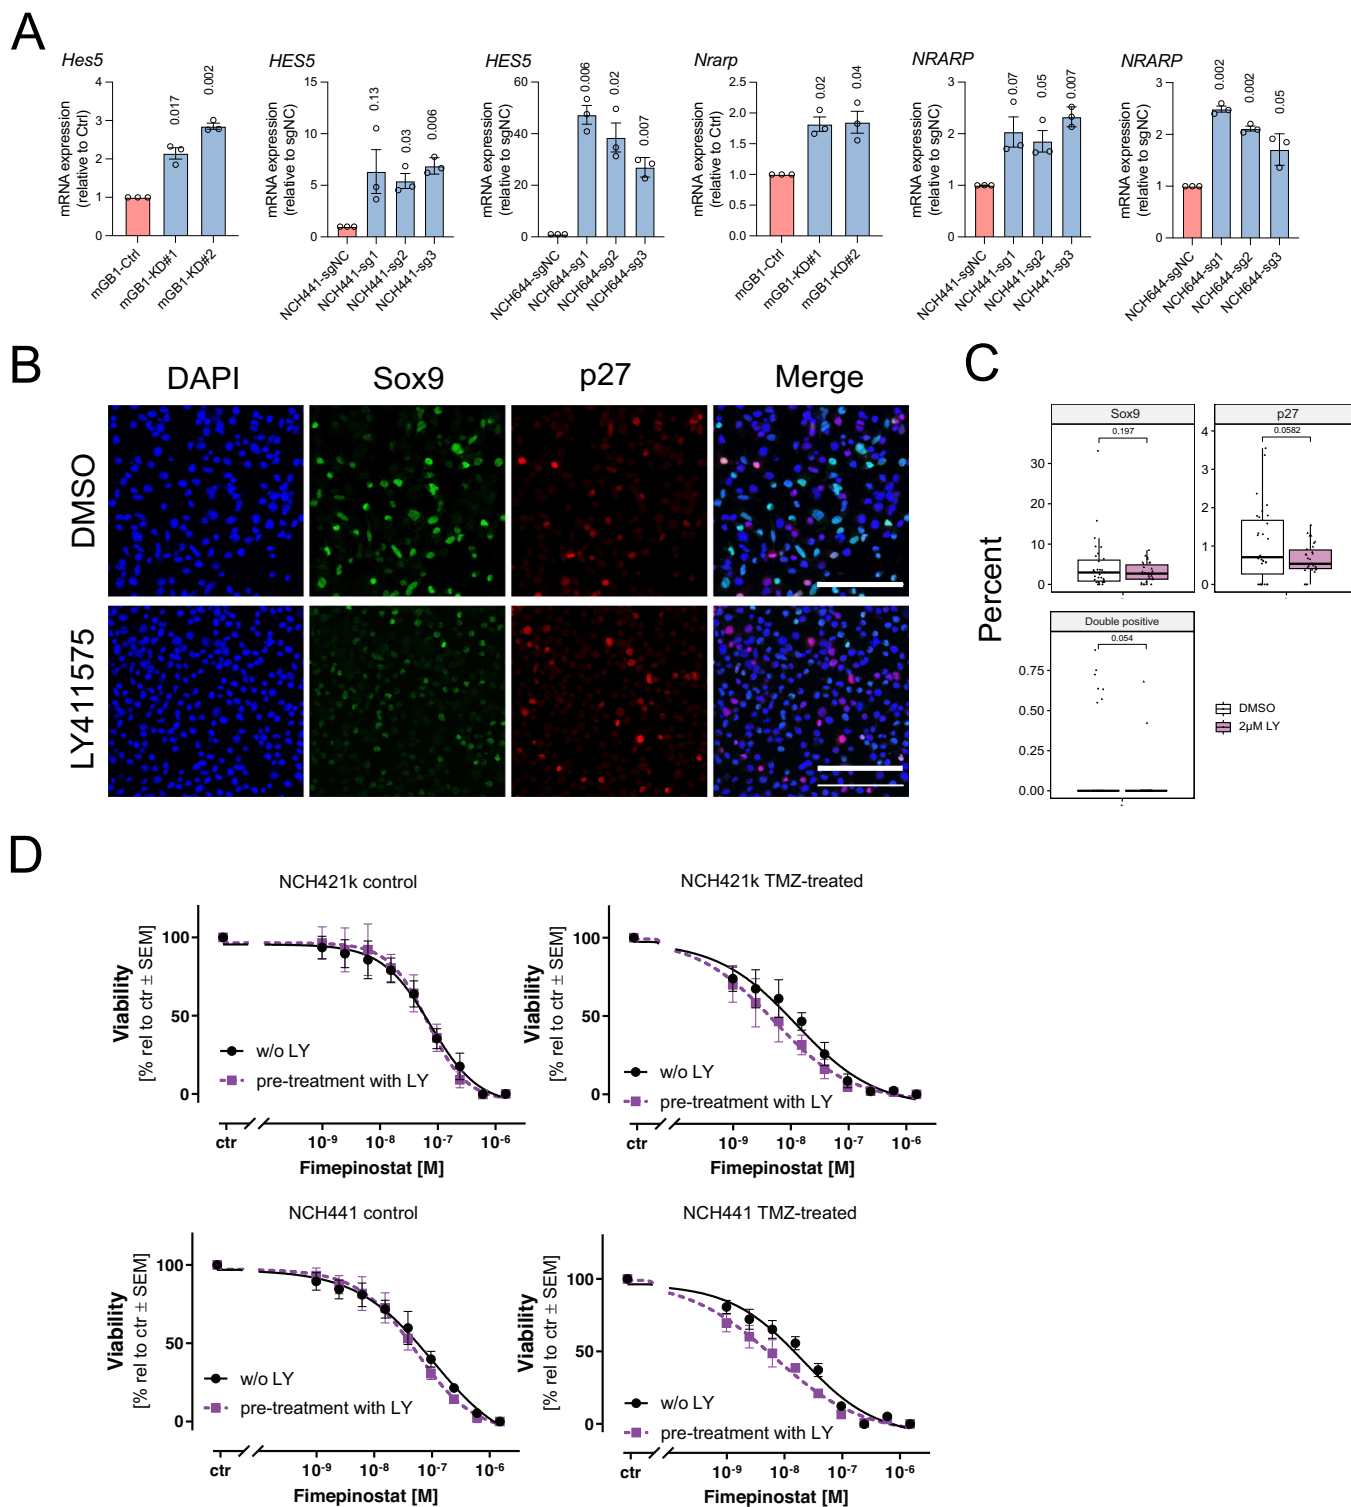 A
Hes5
mRNA expression
(relative to Ctrl)
4
3
2
1
0
0.017
0.002
mGB1-Ctrl
mGB1-KD#1
mGB1-KD#2
HES5
mRNA expression
(relative to sgNC)
15
10
5
0
0.13
0.03
0.006
NCH441-sgNC
NCH441-sg1
NCH441-sg2
NCH441-sg3
HES5
mRNA expression
(relative to sgNC)
60
40
20
0
0.006
0.02
0.007
NCH644-sgNC
NCH644-sg1
NCH644-sg2
NCH644-sg3
Nrarp
mRNA expression
(relative to Ctrl)
2.5
2.0
1.5
1.0
0.5
0.0
0.02
0.04
mGB1-Ctrl
mGB1-KD#1
mGB1-KD#2
NRARP
mRNA expression
(relative to sgNC)
3
2
1
0
0.07
0.05
0.007
NCH441-sgNC
NCH441-sg1
NCH441-sg2
NCH441-sg3
NRARP
mRNA expression
(relative to sgNC)
3
2
1
0
0.002
0.002
0.05
NCH644-sgNC
NCH644-sg1
NCH644-sg2
NCH644-sg3
B
DAPI
Sox9
p27
Merge
DMSO
LY411575
C
Percent
Sox9
0.197
30
20
10
0
p27
0.0582
4
3
2
1
0
Double positive
0.054
0.75
0.50
0.25
0.00
DMSO
2µM LY
D
NCH421k control
Viability
[% rel to ctr ± SEM]
100
50
0
w/o LY
pre-treatment with LY
ctr
10-9
10-8
10-7
10-6
Fimepinostat [M]
NCH421k TMZ-treated
Viability
[% rel to ctr ± SEM]
100
50
0
w/o LY
pre-treatment with LY
ctr
10-9
10-8
10-7
10-6
Fimepinostat [M]
NCH441 control
Viability
[% rel to ctr ± SEM]
100
50
0
w/o LY
pre-treatment with LY
ctr
10-9
10-8
10-7
10-6
Fimepinostat [M]
NCH441 TMZ-treated
Viability
[% rel to ctr ± SEM]
100
50
0
w/o LY
pre-treatment with LY
ctr
10-9
10-8
10-7
10-6
Fimepinostat [M]